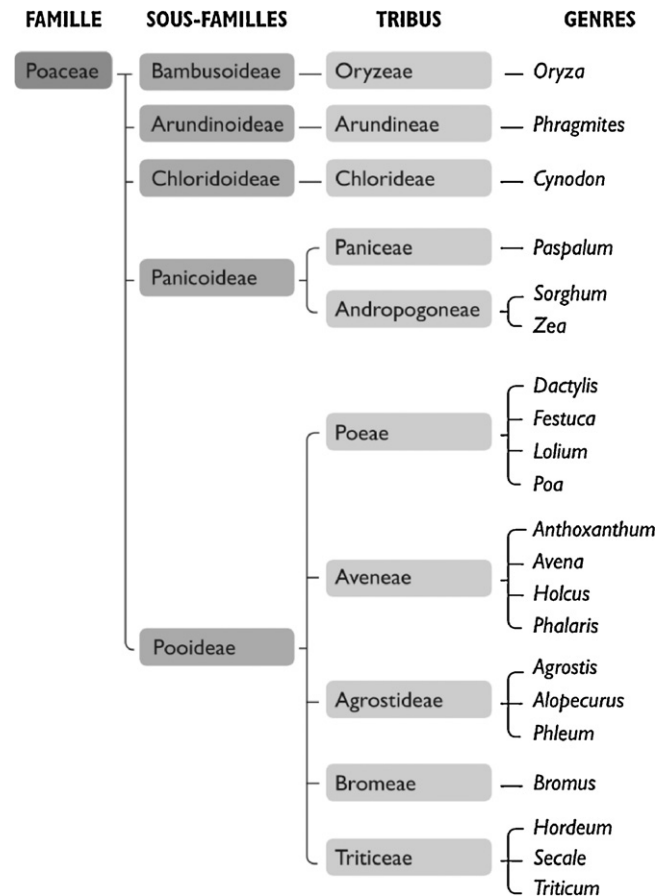 FAMILLE SOUS-FAMILLES TRIBUS GENRES
Poaceae Bambusoideae Oryzeae Oryza
Arundinoideae Arundineae Phragmites
Chloridoideae Chlorideae Cynodon
Panicoideae
Paniceae Paspalum
Andropogoneae
Sorghum
Zea
Pooideae
Poeae
Dactylis
Festuca
Lolium
Poa
Aveneae
Anthoxanthum
Avena
Holcus
Phalaris
Agrostideae
Agrostis
Alopecurus
Phleum
Bromeae Bromus
Triticeae
Hordeum
Secale
Triticum